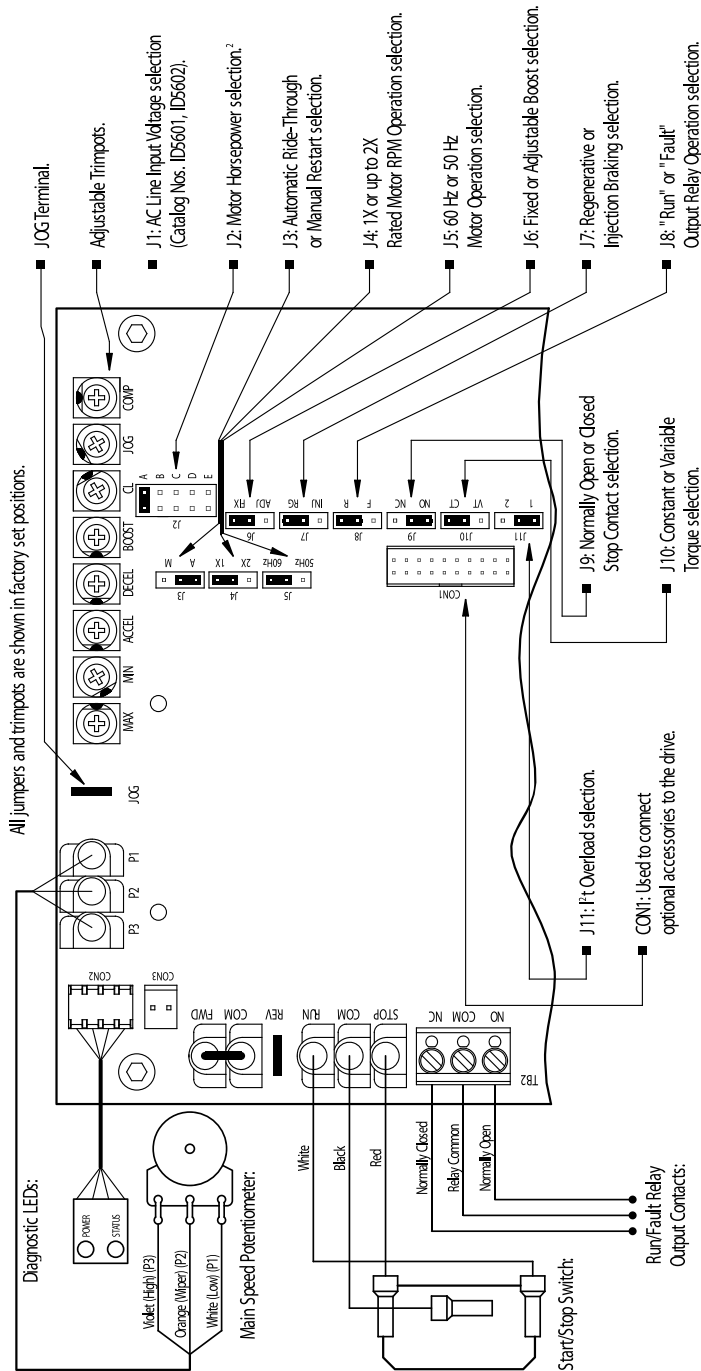 All jumpers and trimpots are shown in factory set positions.
JOG Terminal.
Adjustable Trimpots.
J1: AC Line Input Voltage selection
(Catalog Nos. ID5601, ID5602).
J2: Motor Horsepower selection.²
J3: Automatic Ride-Through
or Manual Restart selection.
J4: 1X or up to 2X
Rated Motor RPM Operation selection.
J5: 60 Hz or 50 Hz
Motor Operation selection.
J6: Fixed or Adjustable Boost selection.
J7: Regenerative or
Injection Braking selection.
J8: "Run" or "Fault"
Output Relay Operation selection.
J9: Normally Open or Closed
Stop Contact selection.
J10: Constant or Variable
Torque selection.
J11: I²t Overload selection.
CON1: Used to connect
optional accessories to the drive.
Diagnostic LEDs:
POWER
STATUS
Violet (High) (P3)
Orange (Wiper) (P2)
White (Low) (P1)
Main Speed Potentiometer:
White
Black
Red
Normally Closed
Relay Common
Normally Open
Start/Stop Switch:
Run/Fault Relay
Output Contacts:
CON2
CON3
P3
P2
P1
JOG
MAX
MIN
ACCEL
DECEL
BOOST
CL
JOG
COMP
FWD
COM
REV
RUN
COM
STOP
NC
COM
NO
TB2
J2
A
B
C
D
E
J3
A
M
J4
2X
1X
J5
50Hz
60Hz
J6
ADJ
FIX
J7
INJ
RG
J8
F
R
J9
NO
NC
J10
VT
CT
J11
1
2
CON1